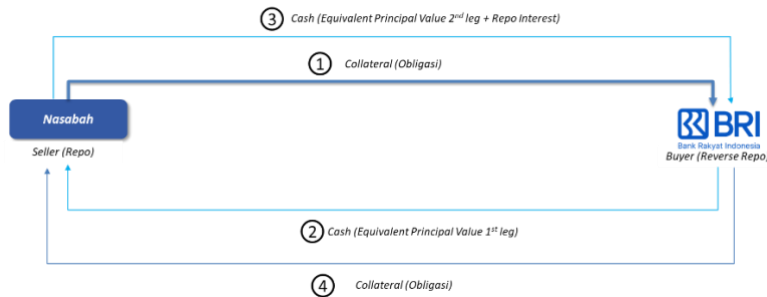 3 Cash (Equivalent Principal Value 2nd leg + Repo Interest)
1 Collateral (Obligasi)
Nasabah
Seller (Repo)
BRI
Bank Rakyat Indonesia
Buyer (Reverse Repo)
2 Cash (Equivalent Principal Value 1st leg)
4 Collateral (Obligasi)